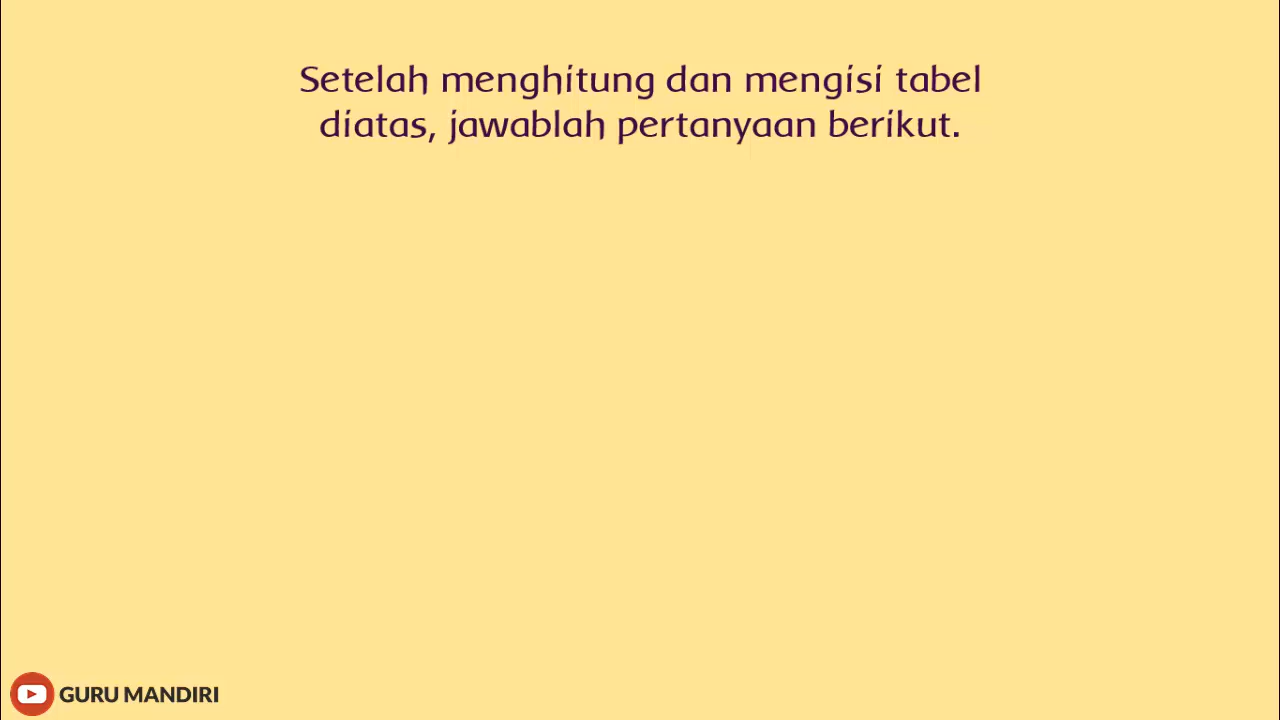 Setelah menghitung dan mengisi tabel
diatas, jawablah pertanyaan berikut.
GURU MANDIRI